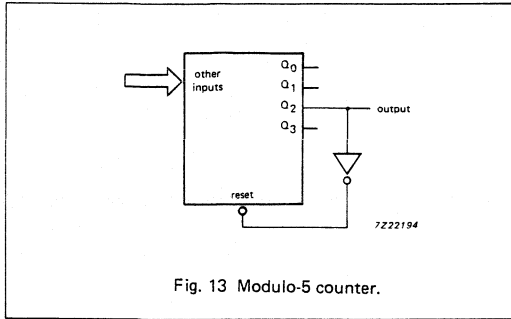 other
inputs
Q0
Q1
Q2
Q3
output
reset
7Z22194
Fig. 13 Modulo-5 counter.